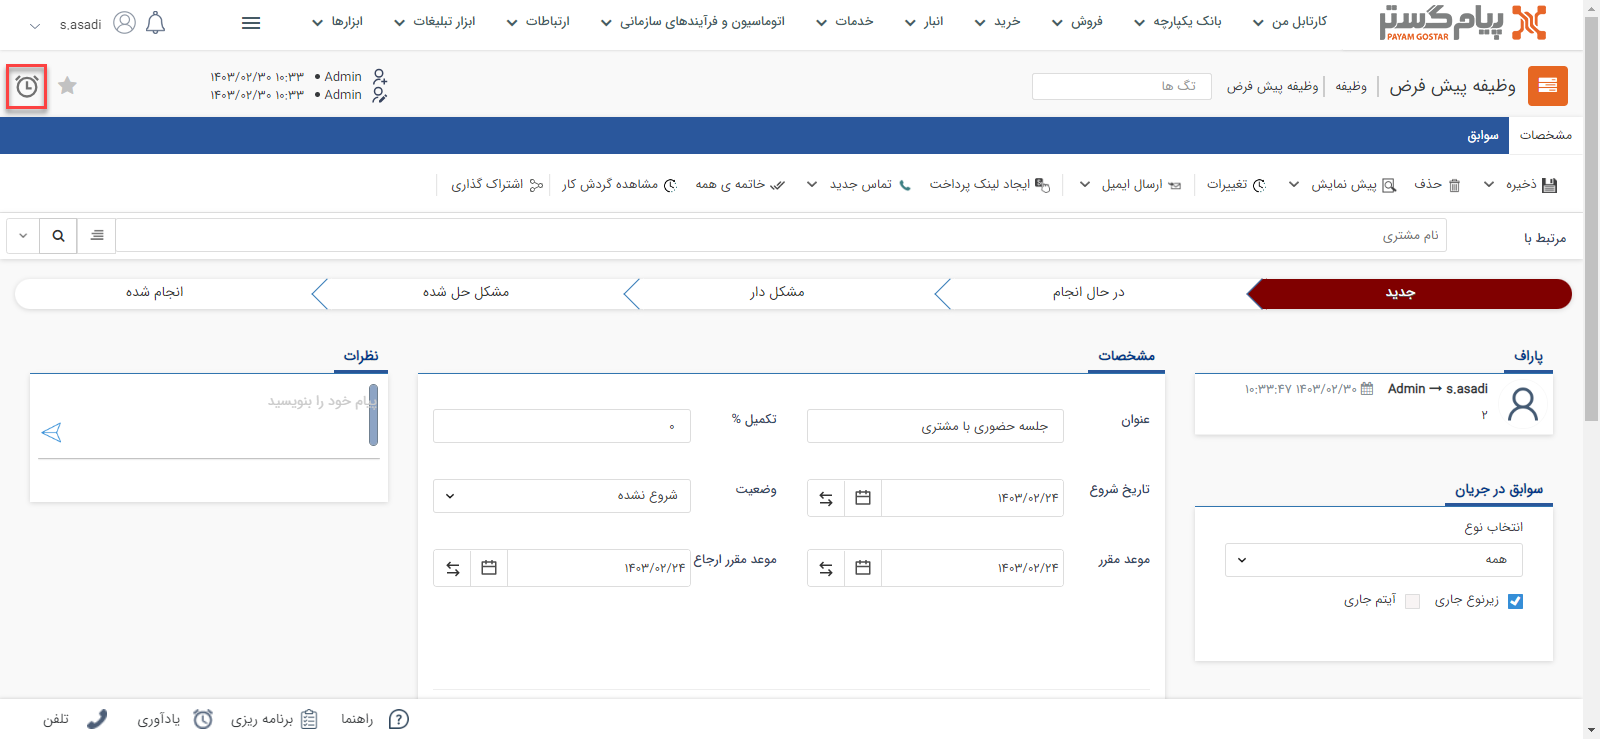 پیام گستر
PAYAM GOSTAR
کارتابل من
بانک یکپارچه
فروش
خرید
انبار
خدمات
اتوماسیون و فرآیندهای سازمانی
ارتباطات
ابزار تبلیغات
ابزارها
s.asadi
وظیفه پیش فرض
وظیفه
وظیفه پیش فرض
تگ ها
Admin • ۱۴۰۳/۰۲/۳۰ ۱۰:۳۳
Admin • ۱۴۰۳/۰۲/۳۰ ۱۰:۳۳
مشخصات
سوابق
ذخیره
حذف
پیش نمایش
تغییرات
ارسال ایمیل
ایجاد لینک پرداخت
تماس جدید
خاتمه ی همه
مشاهده گردش کار
اشتراک گذاری
مرتبط با
نام مشتری
جدید
در حال انجام
مشکل دار
مشکل حل شده
انجام شده
پاراف
Admin → s.asadi
۱۴۰۳/۰۲/۳۰ ۱۰:۳۳:۴۷
۲
سوابق در جریان
انتخاب نوع
همه
زیرنوع جاری
آیتم جاری
مشخصات
عنوان
جلسه حضوری با مشتری
تکمیل %
۰
تاریخ شروع
۱۴۰۳/۰۲/۲۴
وضعیت
شروع نشده
موعد مقرر
۱۴۰۳/۰۲/۲۴
موعد مقرر ارجاع
۱۴۰۳/۰۲/۲۴
نظرات
پیام خود را بنویسید
راهنما
برنامه ریزی
یادآوری
تلفن